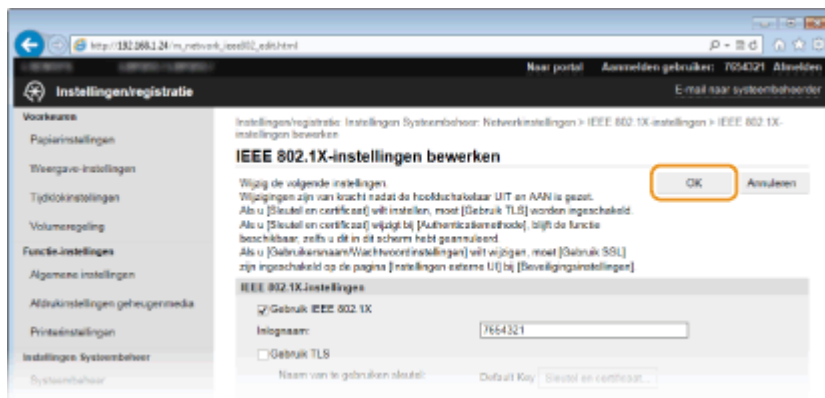 http://192.168.1.24/m_network_ieee802_edit.html
Naar portal Aanmelden gebruiker: 7654321 Afmelden
Instellingen/registratie E-mail naar systeembeheerder
Voorkeuren
Papierinstellingen
Weergave-instellingen
Tijdklokinstellingen
Volumeregeling
Functie-instellingen
Algemene instellingen
Afdrukinstellingen geheugenmedia
Printerinstellingen
Instellingen Systeembeheer
Systeembeheer
Instellingen/registratie: Instellingen Systeembeheer: Netwerkinstellingen > IEEE 802.1X-instellingen > IEEE 802.1X-
instellingen bewerken
IEEE 802.1X-instellingen bewerken
OK Annuleren
Wijzig de volgende instellingen.
Wijzigingen zijn van kracht nadat de hoofdschakelaar UIT en AAN is gezet.
Als u [Sleutel en certificaat] wilt instellen, moet [Gebruik TLS] worden ingeschakeld.
Als u [Sleutel en certificaat] wijzigt bij [Authenticatiemethode], blijft de functie
beschikbaar, zelfs u dit in dit scherm hebt geannuleerd.
Als u [Gebruikersnaam/Wachtwoordinstellingen] wilt wijzigen, moet [Gebruik SSL]
zijn ingeschakeld op de pagina [Instellingen externe UI] bij [Beveiligingsinstellingen]
IEEE 802.1X-instellingen
Gebruik IEEE 802.1X
Inlognaam: 7654321
Gebruik TLS
Naam van te gebruiken sleutel: Default Key Sleutel en certificaat...